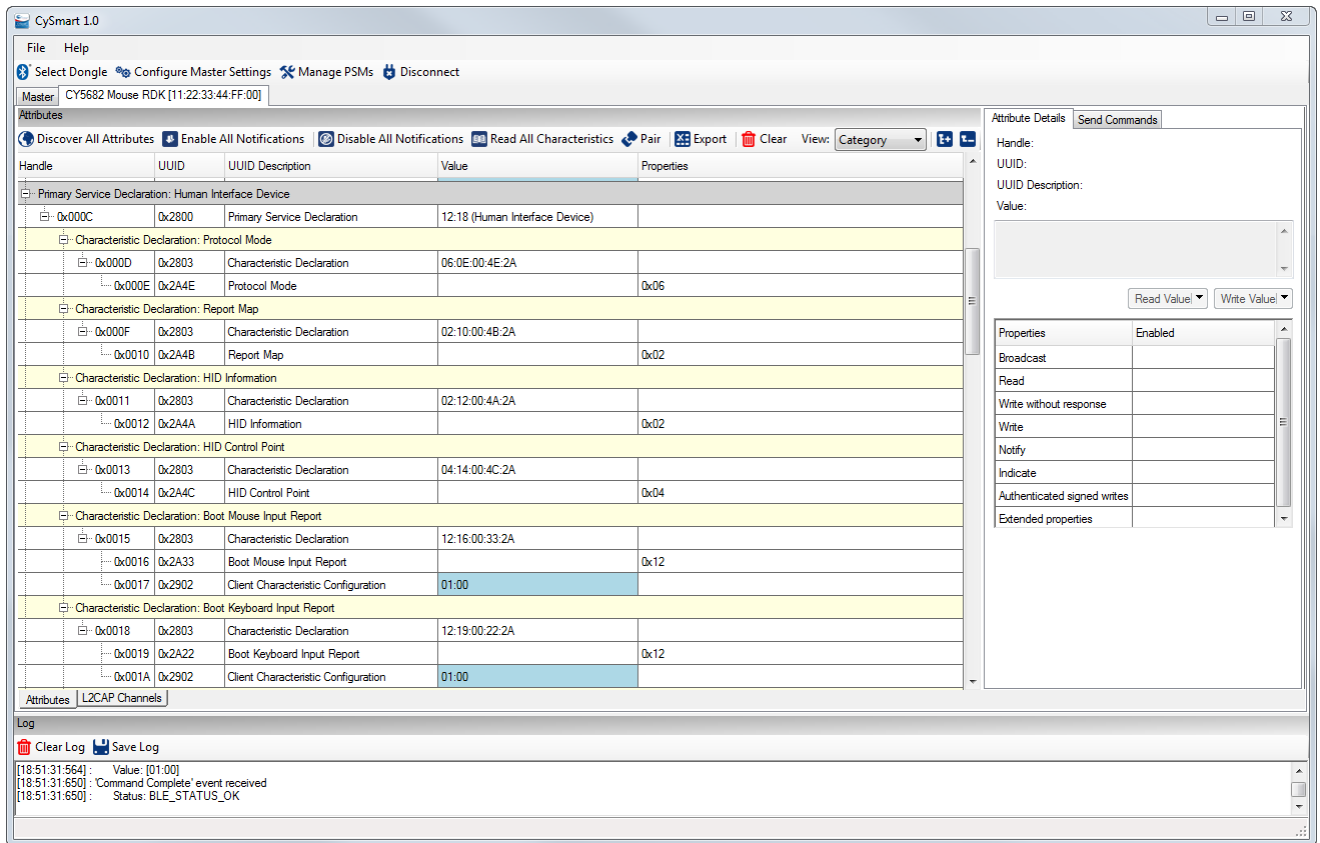 CySmart 1.0
File Help
Select Dongle Configure Master Settings Manage PSMs Disconnect
Master CY5682 Mouse RDK [11:22:33:44:FF:00]
Attributes
Discover All Attributes Enable All Notifications Disable All Notifications Read All Characteristics Pair Export Clear View: Category
Handle UUID UUID Description Value Properties
Primary Service Declaration: Human Interface Device
0x000C 0x2800 Primary Service Declaration 12:18 (Human Interface Device)
Characteristic Declaration: Protocol Mode
0x000D 0x2803 Characteristic Declaration 06:0E:00:4E:2A
0x000E 0x2A4E Protocol Mode 0x06
Characteristic Declaration: Report Map
0x000F 0x2803 Characteristic Declaration 02:10:00:4B:2A
0x0010 0x2A4B Report Map 0x02
Characteristic Declaration: HID Information
0x0011 0x2803 Characteristic Declaration 02:12:00:4A:2A
0x0012 0x2A4A HID Information 0x02
Characteristic Declaration: HID Control Point
0x0013 0x2803 Characteristic Declaration 04:14:00:4C:2A
0x0014 0x2A4C HID Control Point 0x04
Characteristic Declaration: Boot Mouse Input Report
0x0015 0x2803 Characteristic Declaration 12:16:00:33:2A
0x0016 0x2A33 Boot Mouse Input Report 0x12
0x0017 0x2902 Client Characteristic Configuration 01:00
Characteristic Declaration: Boot Keyboard Input Report
0x0018 0x2803 Characteristic Declaration 12:19:00:22:2A
0x0019 0x2A22 Boot Keyboard Input Report 0x12
0x001A 0x2902 Client Characteristic Configuration 01:00
Attributes L2CAP Channels
Attribute Details Send Commands
Handle:
UUID:
UUID Description:
Value:
Read Value Write Value
Properties Enabled
Broadcast
Read
Write without response
Write
Notify
Indicate
Authenticated signed writes
Extended properties
Log
Clear Log Save Log
[18:51:31:564] : Value: [01:00]
[18:51:31:650] : 'Command Complete' event received
[18:51:31:650] : Status: BLE_STATUS_OK